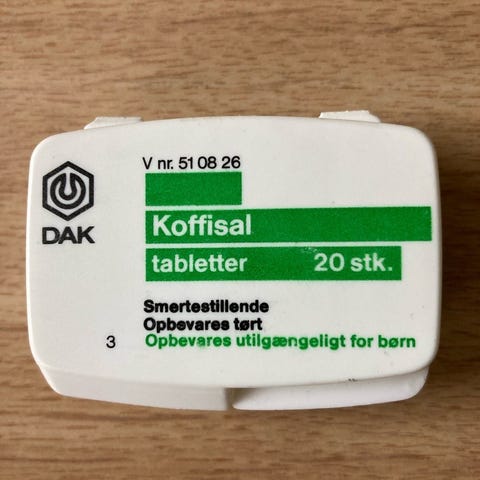 V nr. 51 08 26
Koffisal
tabletter 20 stk.
DAK
Smertestillende
Opbevares tørt
3 Opbevares utilgængeligt for børn